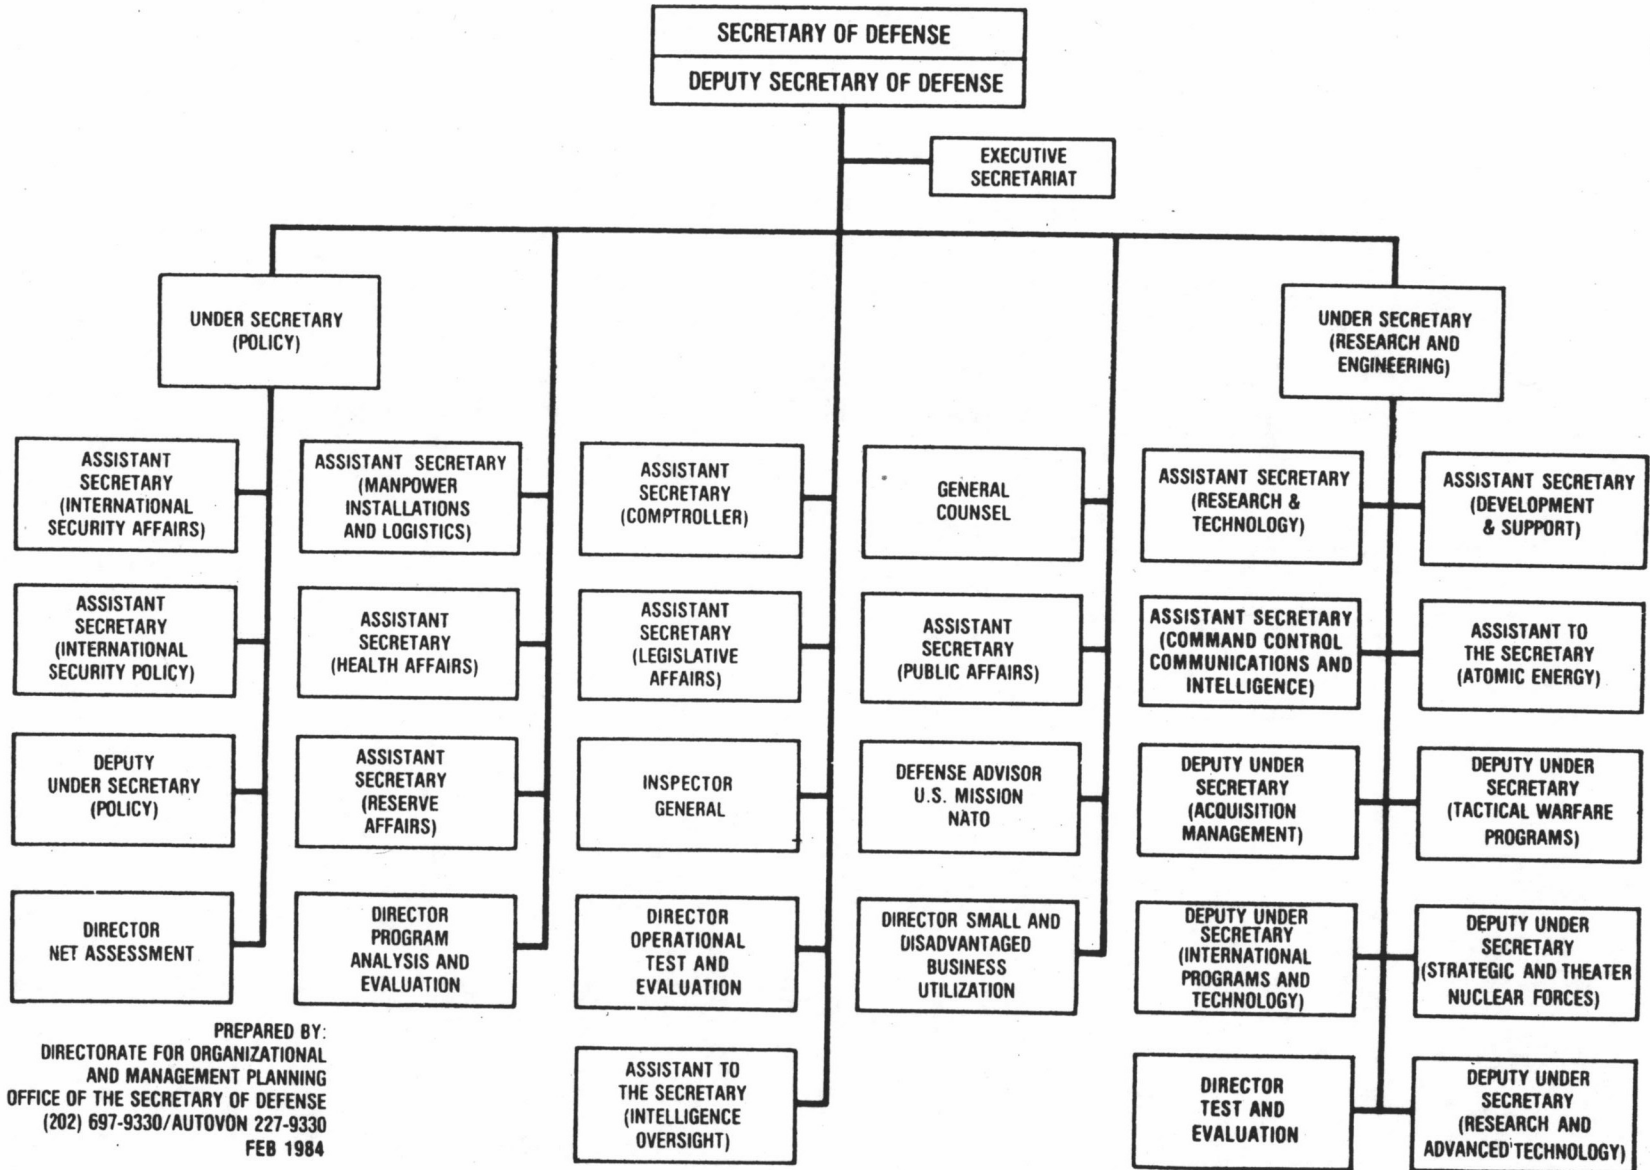 SECRETARY OF DEFENSE
DEPUTY SECRETARY OF DEFENSE
EXECUTIVE
SECRETARIAT
UNDER SECRETARY
(POLICY)
UNDER SECRETARY
(RESEARCH AND
ENGINEERING)
ASSISTANT
SECRETARY
(INTERNATIONAL
SECURITY AFFAIRS)
ASSISTANT SECRETARY
(MANPOWER
INSTALLATIONS
AND LOGISTICS)
ASSISTANT
SECRETARY
(COMPTROLLER)
GENERAL
COUNSEL
ASSISTANT SECRETARY
(RESEARCH &
TECHNOLOGY)
ASSISTANT SECRETARY
(DEVELOPMENT
& SUPPORT)
ASSISTANT
SECRETARY
(INTERNATIONAL
SECURITY POLICY)
ASSISTANT
SECRETARY
(HEALTH AFFAIRS)
ASSISTANT
SECRETARY
(LEGISLATIVE
AFFAIRS)
ASSISTANT
SECRETARY
(PUBLIC AFFAIRS)
ASSISTANT SECRETARY
(COMMAND CONTROL
COMMUNICATIONS AND
INTELLIGENCE)
ASSISTANT TO
THE SECRETARY
(ATOMIC ENERGY)
DEPUTY
UNDER SECRETARY
(POLICY)
ASSISTANT
SECRETARY
(RESERVE
AFFAIRS)
INSPECTOR
GENERAL
DEFENSE ADVISOR
U.S. MISSION
NATO
DEPUTY UNDER
SECRETARY
(ACQUISITION
MANAGEMENT)
DEPUTY UNDER
SECRETARY
(TACTICAL WARFARE
PROGRAMS)
DIRECTOR
NET ASSESSMENT
DIRECTOR
PROGRAM
ANALYSIS AND
EVALUATION
DIRECTOR
OPERATIONAL
TEST AND
EVALUATION
DIRECTOR SMALL AND
DISADVANTAGED
BUSINESS
UTILIZATION
DEPUTY UNDER
SECRETARY
(INTERNATIONAL
PROGRAMS AND
TECHNOLOGY)
DEPUTY UNDER
SECRETARY
(STRATEGIC AND THEATER
NUCLEAR FORCES)
ASSISTANT TO
THE SECRETARY
(INTELLIGENCE
OVERSIGHT)
DIRECTOR
TEST AND
EVALUATION
DEPUTY UNDER
SECRETARY
(RESEARCH AND
ADVANCED TECHNOLOGY)
PREPARED BY:
DIRECTORATE FOR ORGANIZATIONAL
AND MANAGEMENT PLANNING
OFFICE OF THE SECRETARY OF DEFENSE
(202) 697-9330/AUTOVON 227-9330
FEB 1984